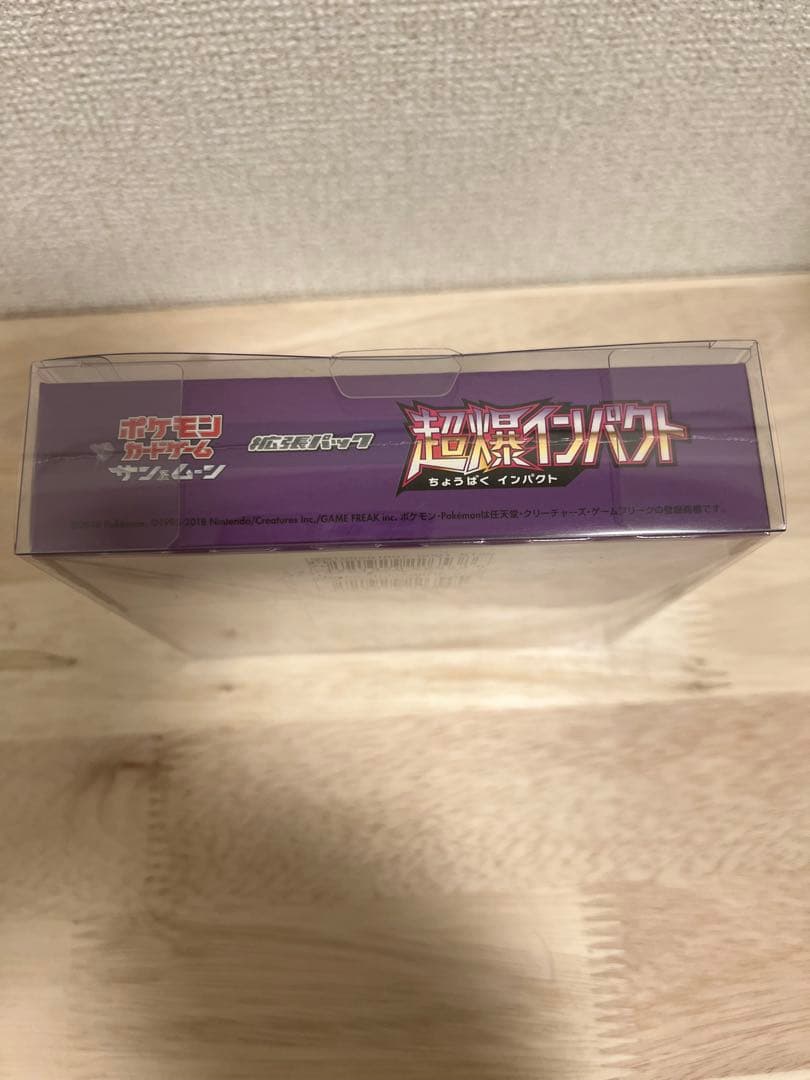 ポケモン
カードゲーム
サン&ムーン
拡張パック
超爆インパクト
ちょうばく インパクト
©2018 Pokémon. ©1995-2018 Nintendo/Creatures Inc./GAME FREAK inc. ポケモン・Pokémonは任天堂・クリーチャーズ・ゲームフリークの登録商標です。